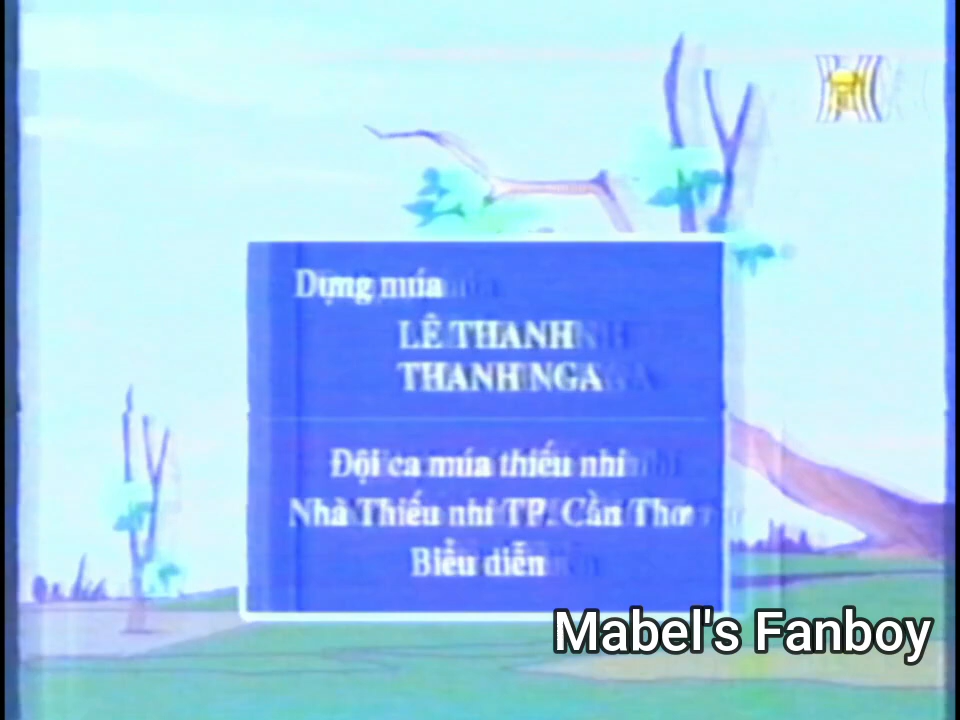 Dựng múa
LÊ THANH
THANH NGA
Đội ca múa thiếu nhi
Nhà Thiếu nhi TP. Cần Thơ
Biểu diễn
Mabel's Fanboy